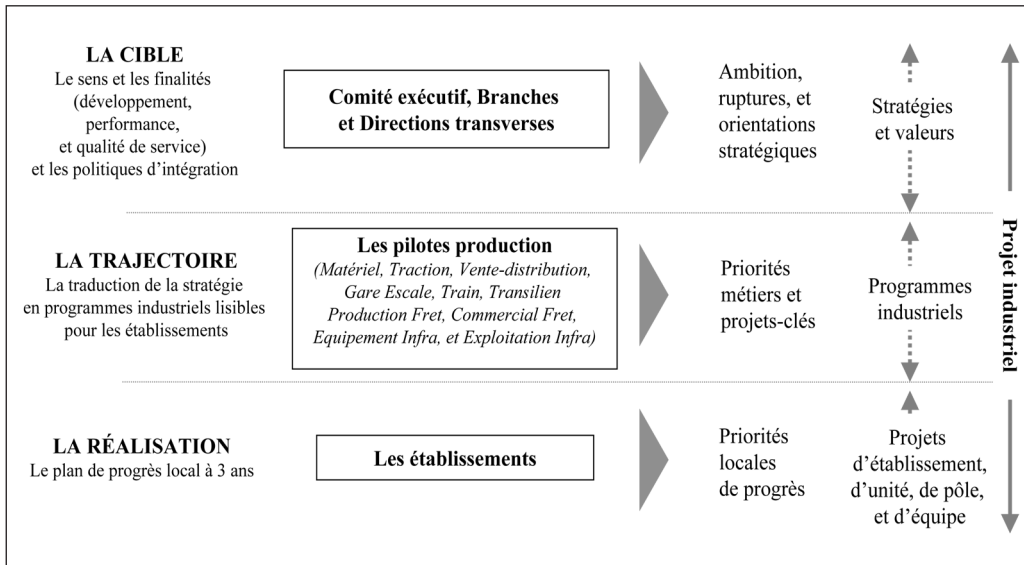 LA CIBLE
Le sens et les finalités
(développement,
performance,
et qualité de service)
et les politiques d’intégration
Comité exécutif, Branches
et Directions transverses
Ambition,
ruptures, et
orientations
stratégiques
Stratégies
et valeurs
LA TRAJECTOIRE
La traduction de la stratégie
en programmes industriels lisibles
pour les établissements
Les pilotes production
(Matériel, Traction, Vente-distribution,
Gare Escale, Train, Transilien
Production Fret, Commercial Fret,
Equipement Infra, et Exploitation Infra)
Priorités
métiers et
projets-clés
Programmes
industriels
LA RÉALISATION
Le plan de progrès local à 3 ans
Les établissements
Priorités
locales
de progrès
Projets
d’établissement,
d’unité, de pôle,
et d’équipe
Projet industriel